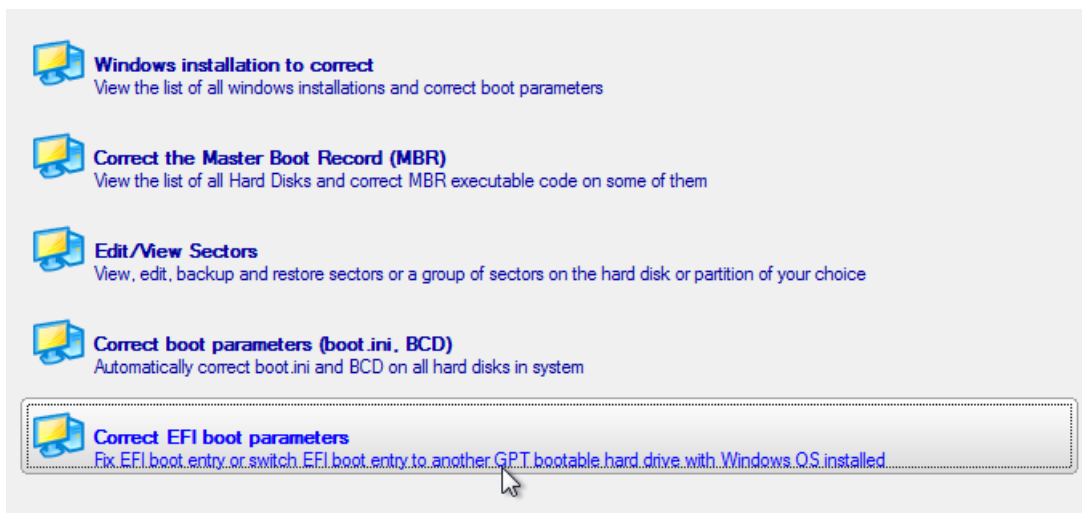 Windows installation to correct
View the list of all windows installations and correct boot parameters
Correct the Master Boot Record (MBR)
View the list of all Hard Disks and correct MBR executable code on some of them
Edit/View Sectors
View, edit, backup and restore sectors or a group of sectors on the hard disk or partition of your choice
Correct boot parameters (boot.ini, BCD)
Automatically correct boot.ini and BCD on all hard disks in system
Correct EFI boot parameters
Fix EFI boot entry or switch EFI boot entry to another GPT bootable hard drive with Windows OS installed